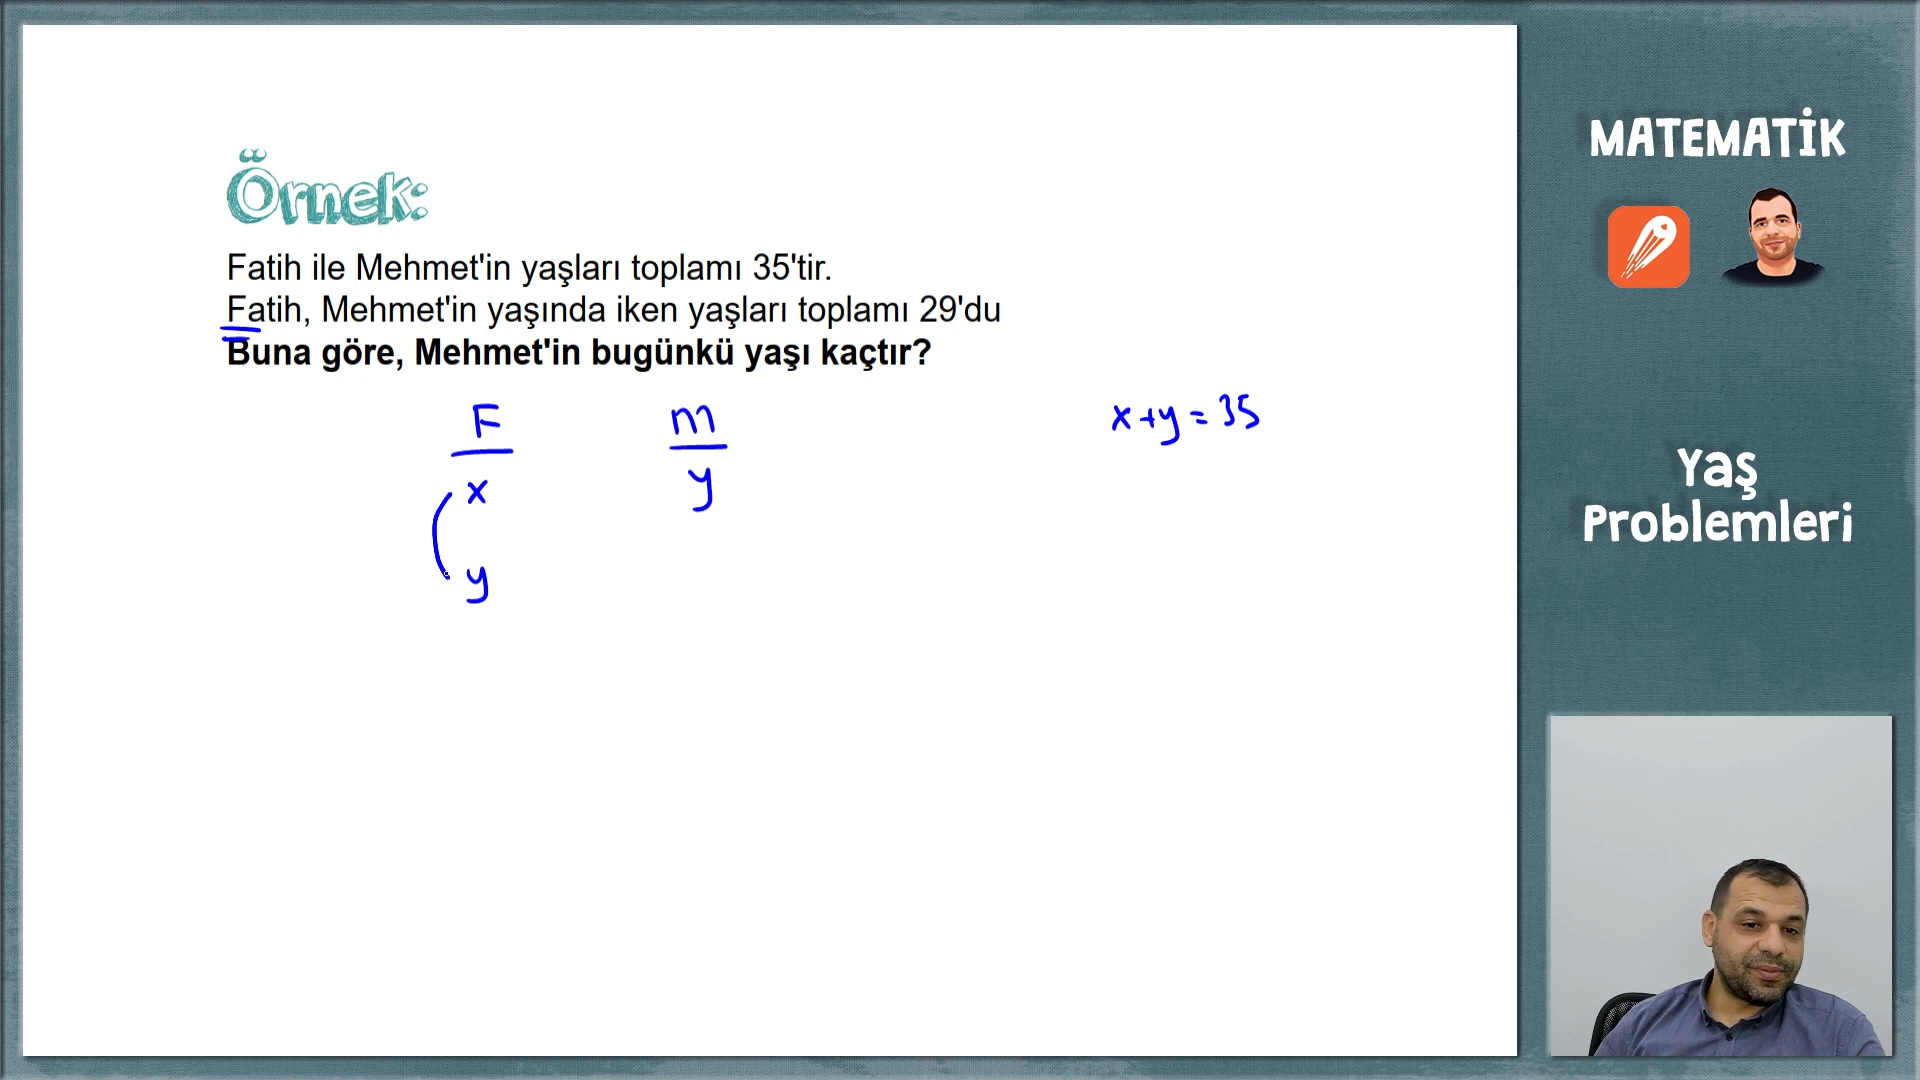 Örnek:
Fatih ile Mehmet'in yaşları toplamı 35'tir.
Fatih, Mehmet'in yaşında iken yaşları toplamı 29'du
Buna göre, Mehmet'in bugünkü yaşı kaçtır?
F m x+y=35
x y
y
MATEMATİK
Yaş
Problemleri